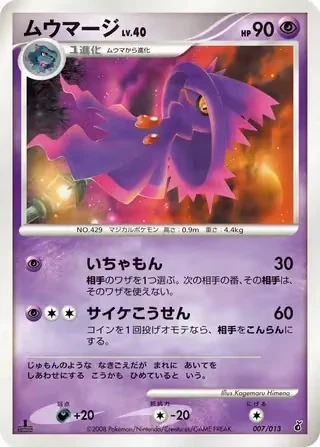 ムウマージ LV.40 HP 90
1進化 ムウマから進化
NO.429 マジカルポケモン 高さ：0.9m 重さ：4.4kg
いちゃもん 30
相手のワザを1つ選ぶ。次の相手の番、その相手は、
そのワザを使えない。
サイケこうせん 60
コインを1回投げオモテなら、相手をこんらんに
する。
じゅもんのような なきごえだが まれに あいてを
しあわせにする こうかも ひめられている。
Illus. Kagemaru Himeno
弱点 抵抗力 にげる
+20 -20
©2008 Pokémon/Nintendo/Creatures/GAME FREAK. 007/013